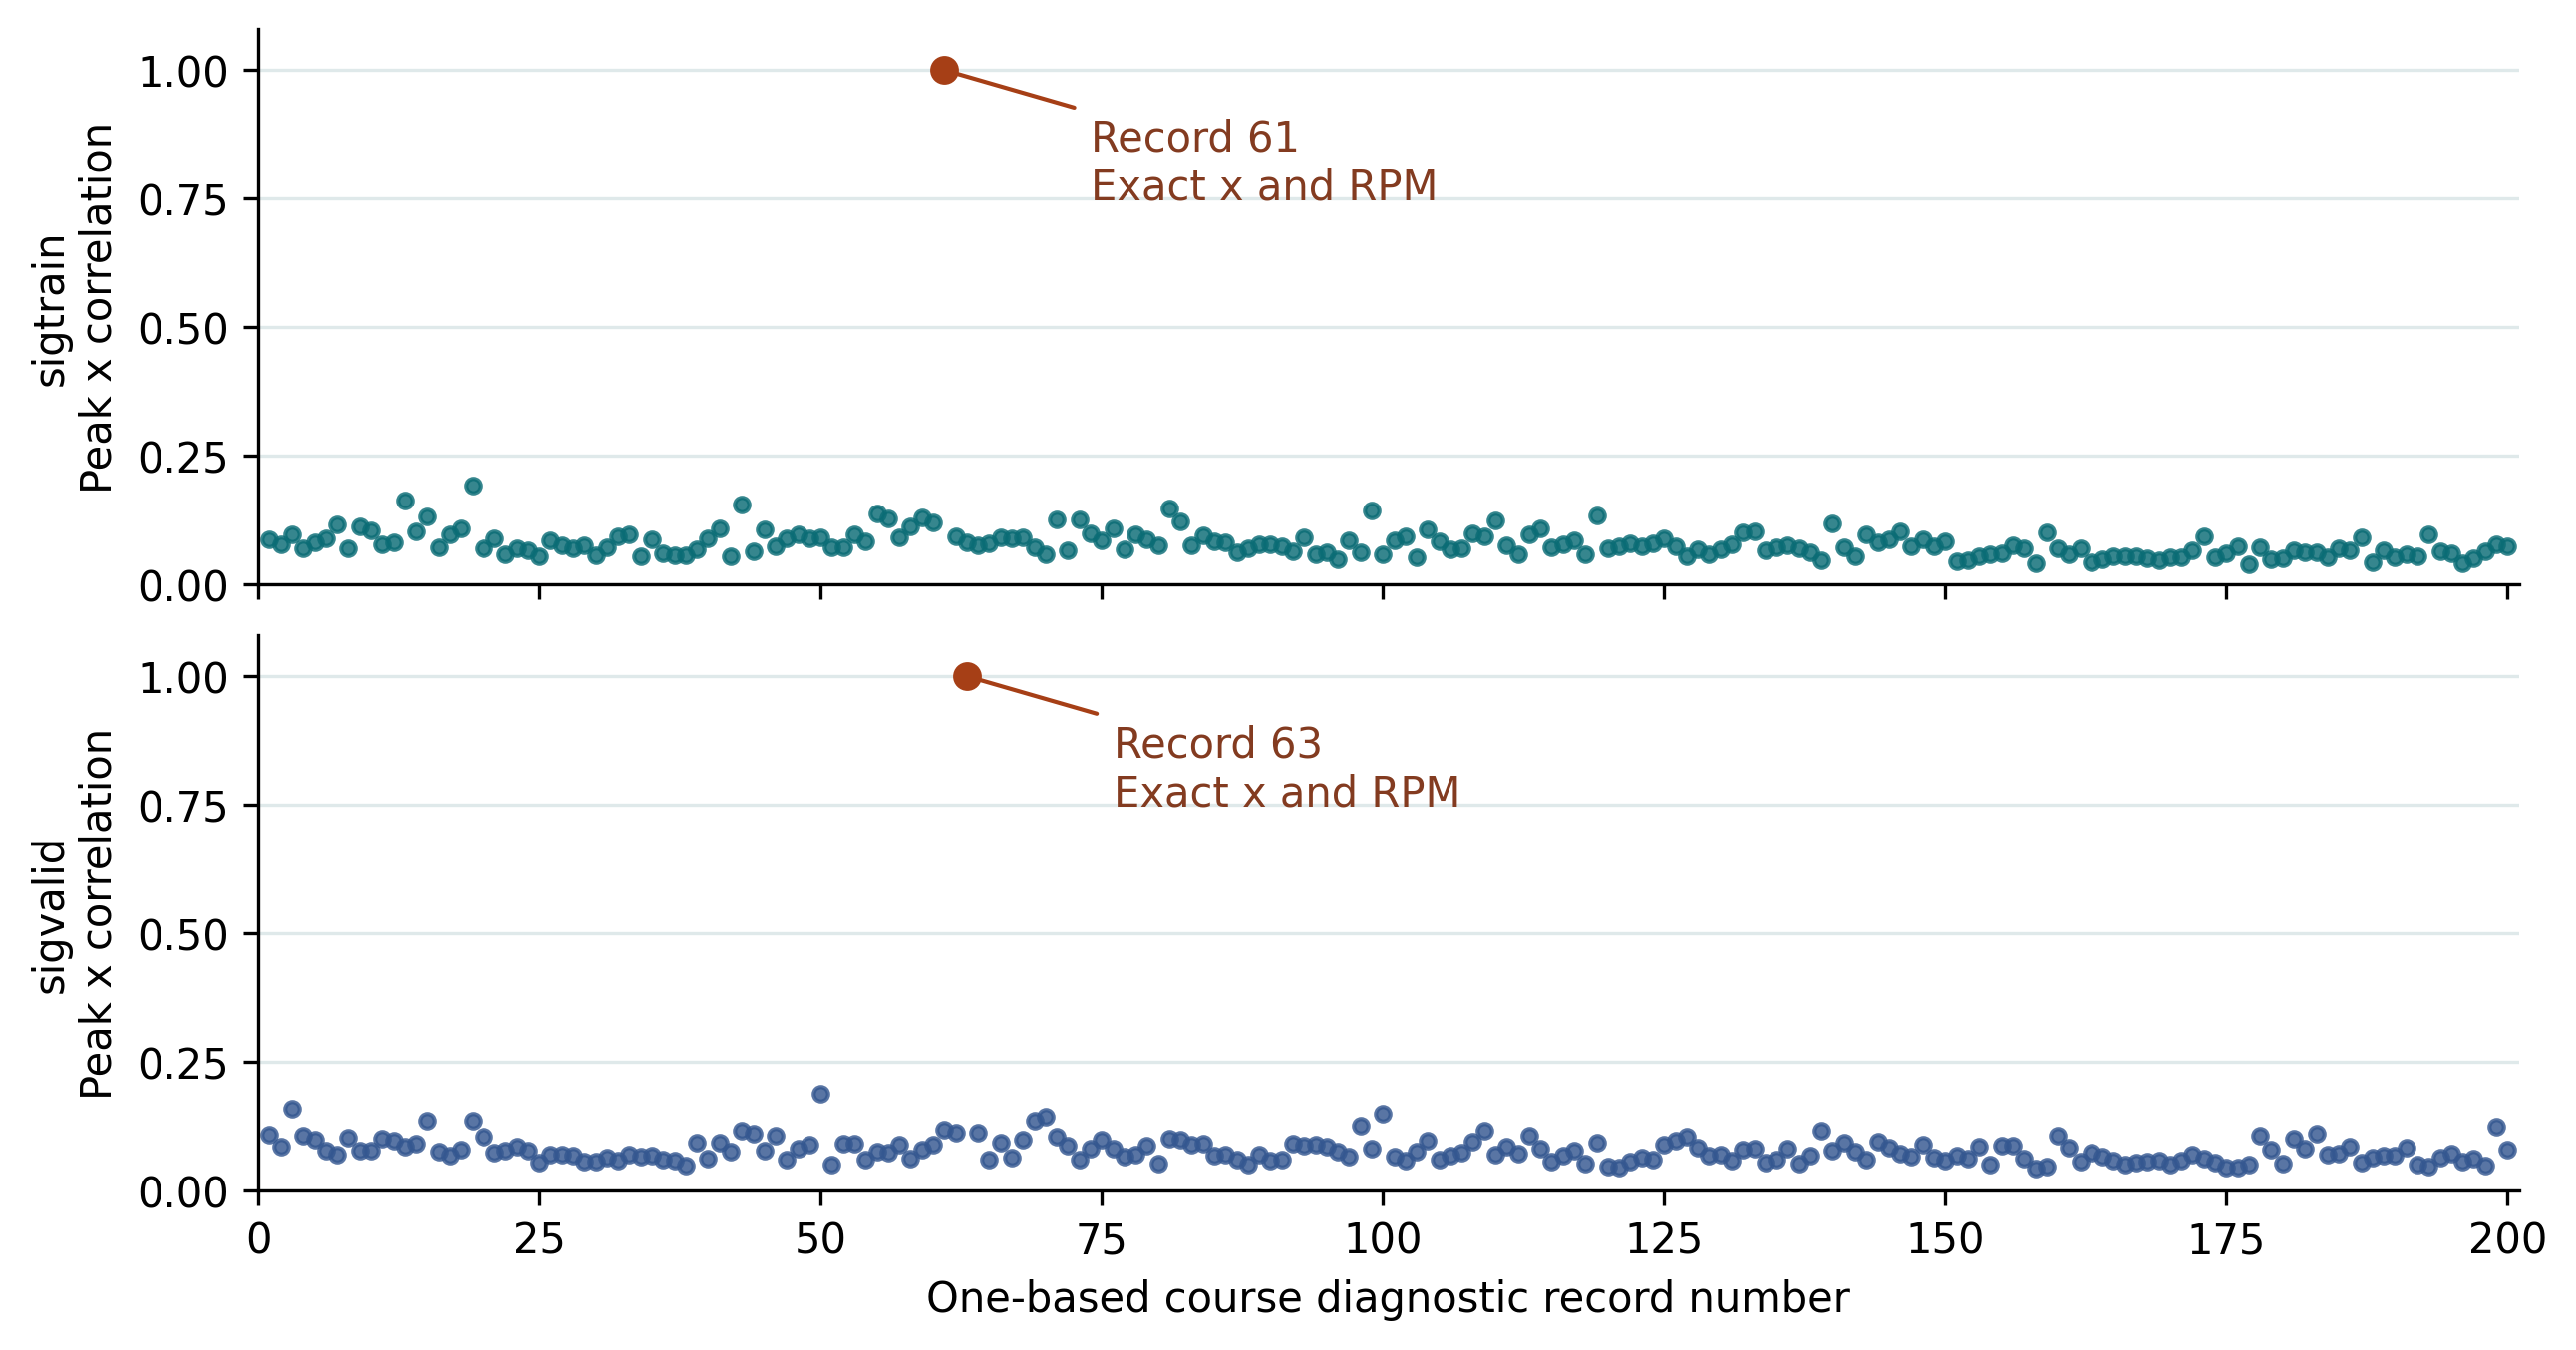 sigtrain
Peak x correlation
1.00
0.75
0.50
0.25
0.00
Record 61
Exact x and RPM
sigvalid
Peak x correlation
1.00
0.75
0.50
0.25
0.00
Record 63
Exact x and RPM
0 25 50 75 100 125 150 175 200
One-based course diagnostic record number